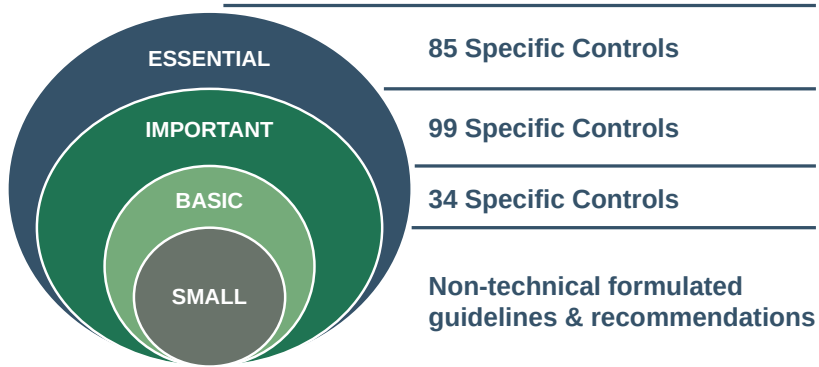 ESSENTIAL
85 Specific Controls
IMPORTANT
99 Specific Controls
BASIC
34 Specific Controls
SMALL
Non-technical formulated
guidelines & recommendations